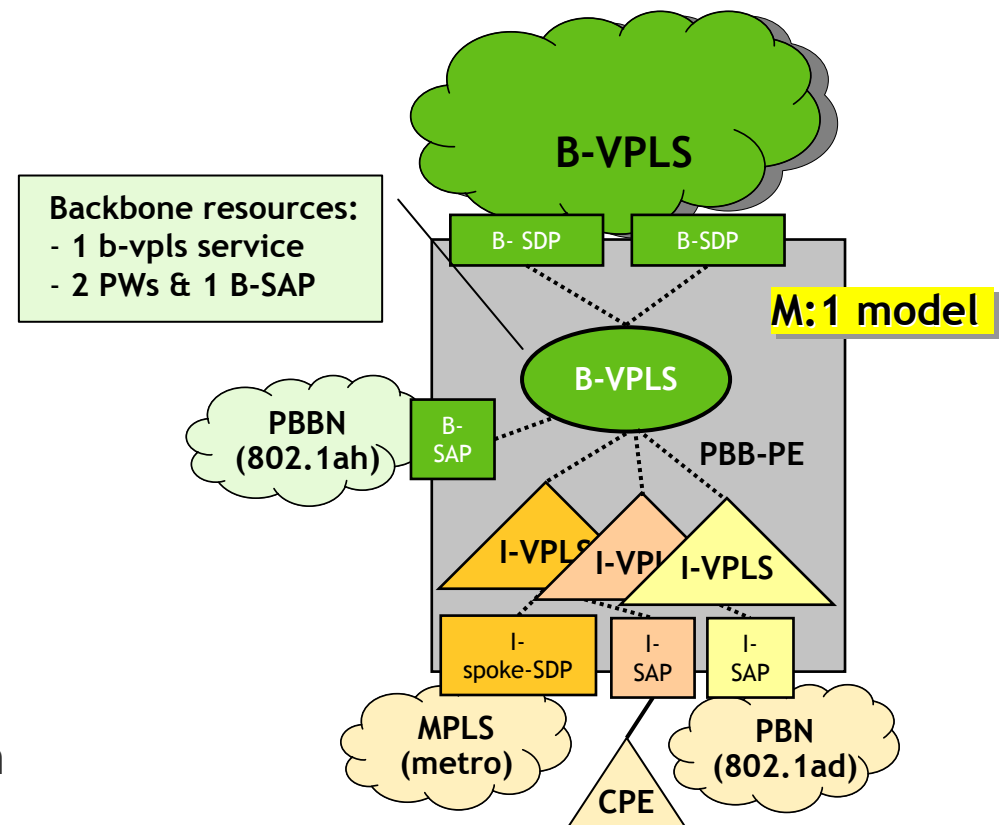 B-VPLS
Backbone resources:
- 1 b-vpls service
- 2 PWs & 1 B-SAP
B- SDP
B-SDP
M:1 model
B-VPLS
PBBN
(802.1ah)
B-
SAP
PBB-PE
I-VPLS
I-VPL
I-VPLS
I-
spoke-SDP
I-
SAP
I-
SAP
MPLS
(metro)
PBN
(802.1ad)
CPE